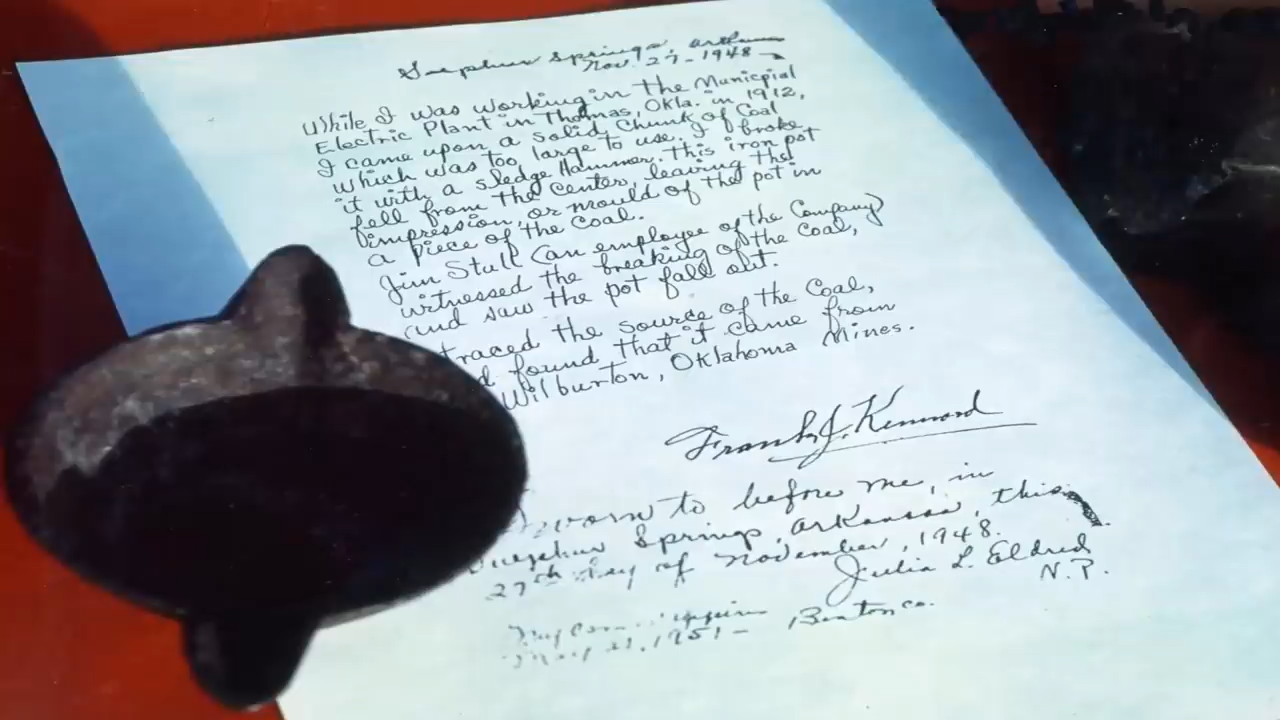 Springs, Arkansas
Nov. 27-1948
While I was working in the Municpial
Electric Plant in Thomas, Okla. in 1912,
I came upon a solid chunk of Coal
which was too large to use. I broke
it with a sledge Hammer. This iron pot
fell from the center, leaving the
impression, or mould of the pot in
a piece of the Coal.
Jim Stull (an employee of the Company)
witnessed the breaking of the Coal,
and saw the pot fall out.
traced the source of the Coal,
found that it came from
Wilburton, Oklahoma Mines.
Frank J. Kennard
Sworn to before me, in
Springs, Arkansas, this
27th day of November, 1948.
Julia L. Eldred
N.P.
My
1951 - Benton co.